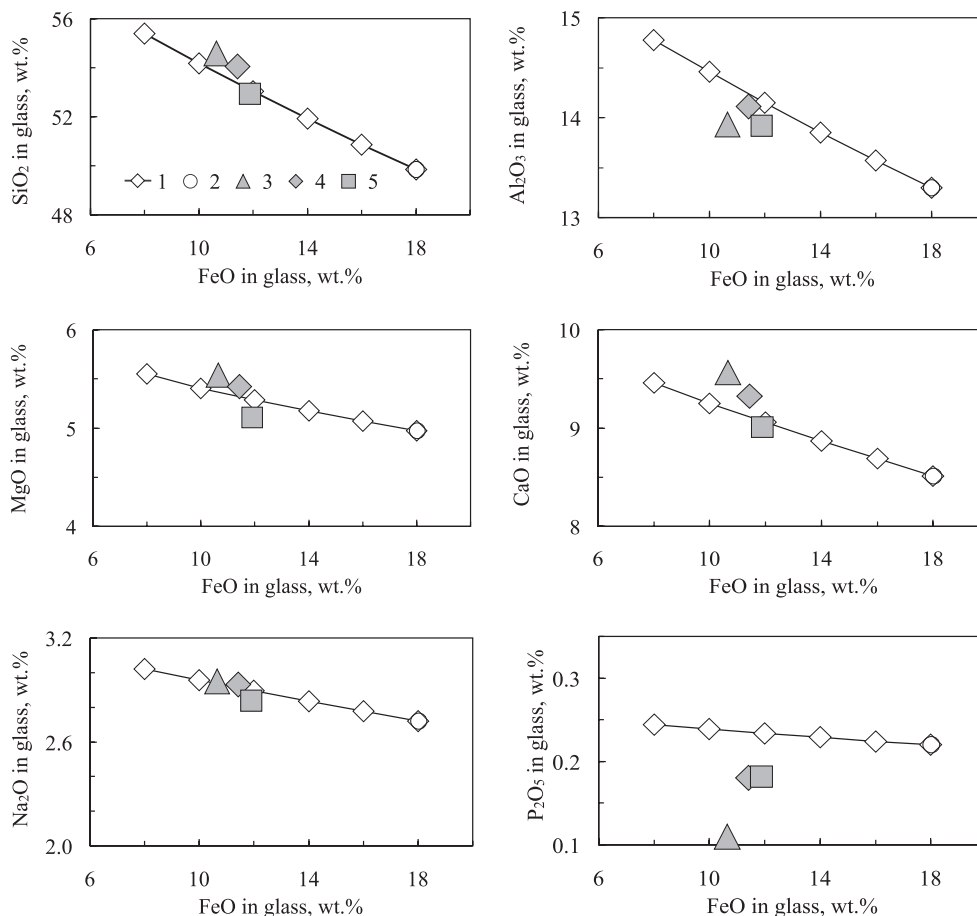 SiO₂ in glass, wt.%
56
52
48
1 2 3 4 5
6 10 14 18
FeO in glass, wt.%
Al₂O₃ in glass, wt.%
15
14
13
6 10 14 18
FeO in glass, wt.%
MgO in glass, wt.%
6
5
4
6 10 14 18
FeO in glass, wt.%
CaO in glass, wt.%
10
9
8
6 10 14 18
FeO in glass, wt.%
Na₂O in glass, wt.%
3.2
2.6
2.0
6 10 14 18
FeO in glass, wt.%
P₂O₅ in glass, wt.%
0.3
0.2
0.1
6 10 14 18
FeO in glass, wt.%